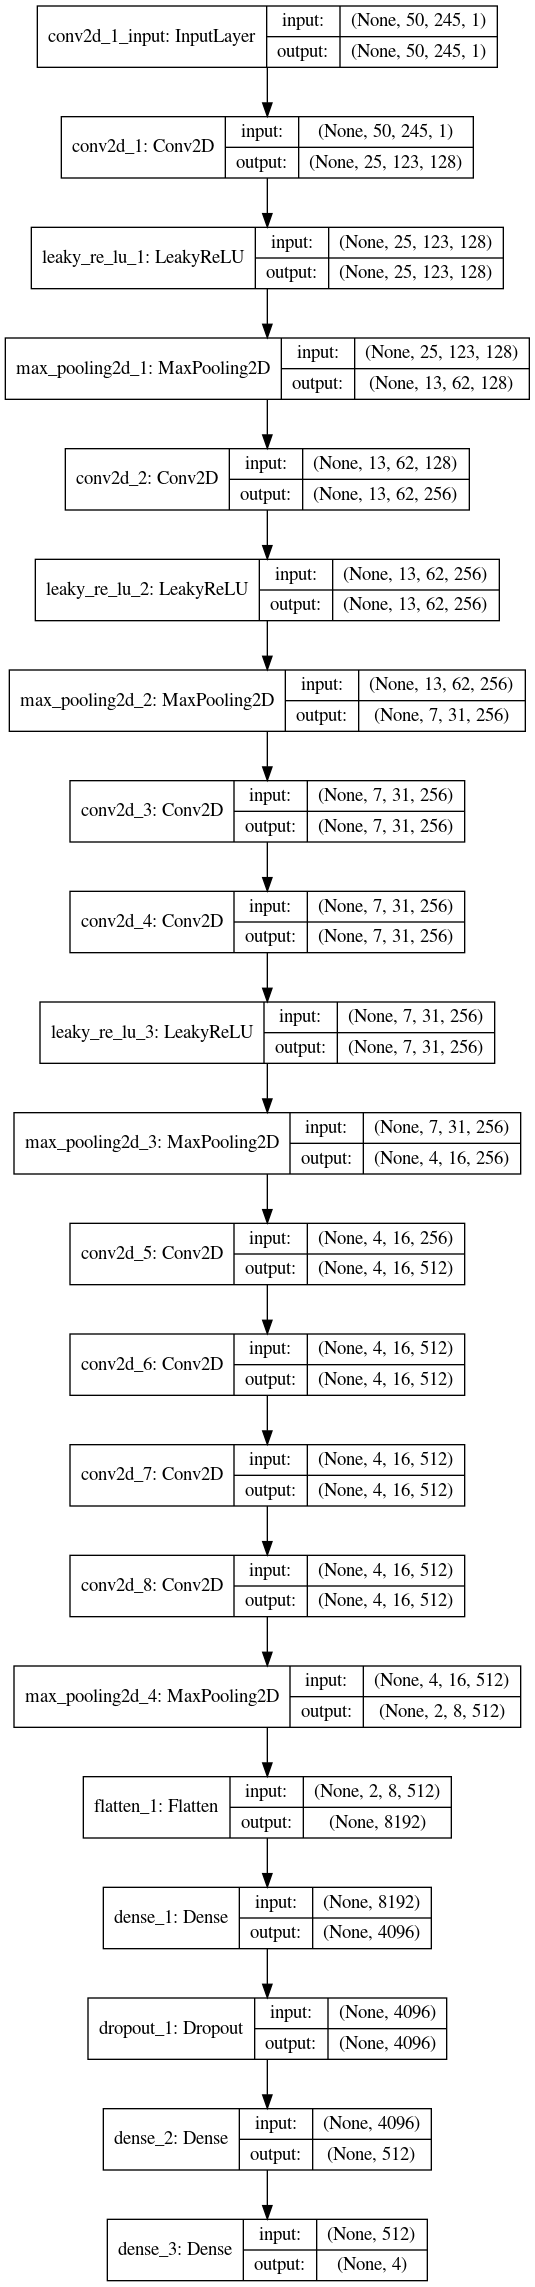 conv2d_1_input: InputLayer
input: (None, 50, 245, 1)
output: (None, 50, 245, 1)
conv2d_1: Conv2D
input: (None, 50, 245, 1)
output: (None, 25, 123, 128)
leaky_re_lu_1: LeakyReLU
input: (None, 25, 123, 128)
output: (None, 25, 123, 128)
max_pooling2d_1: MaxPooling2D
input: (None, 25, 123, 128)
output: (None, 13, 62, 128)
conv2d_2: Conv2D
input: (None, 13, 62, 128)
output: (None, 13, 62, 256)
leaky_re_lu_2: LeakyReLU
input: (None, 13, 62, 256)
output: (None, 13, 62, 256)
max_pooling2d_2: MaxPooling2D
input: (None, 13, 62, 256)
output: (None, 7, 31, 256)
conv2d_3: Conv2D
input: (None, 7, 31, 256)
output: (None, 7, 31, 256)
conv2d_4: Conv2D
input: (None, 7, 31, 256)
output: (None, 7, 31, 256)
leaky_re_lu_3: LeakyReLU
input: (None, 7, 31, 256)
output: (None, 7, 31, 256)
max_pooling2d_3: MaxPooling2D
input: (None, 7, 31, 256)
output: (None, 4, 16, 256)
conv2d_5: Conv2D
input: (None, 4, 16, 256)
output: (None, 4, 16, 512)
conv2d_6: Conv2D
input: (None, 4, 16, 512)
output: (None, 4, 16, 512)
conv2d_7: Conv2D
input: (None, 4, 16, 512)
output: (None, 4, 16, 512)
conv2d_8: Conv2D
input: (None, 4, 16, 512)
output: (None, 4, 16, 512)
max_pooling2d_4: MaxPooling2D
input: (None, 4, 16, 512)
output: (None, 2, 8, 512)
flatten_1: Flatten
input: (None, 2, 8, 512)
output: (None, 8192)
dense_1: Dense
input: (None, 8192)
output: (None, 4096)
dropout_1: Dropout
input: (None, 4096)
output: (None, 4096)
dense_2: Dense
input: (None, 4096)
output: (None, 512)
dense_3: Dense
input: (None, 512)
output: (None, 4)